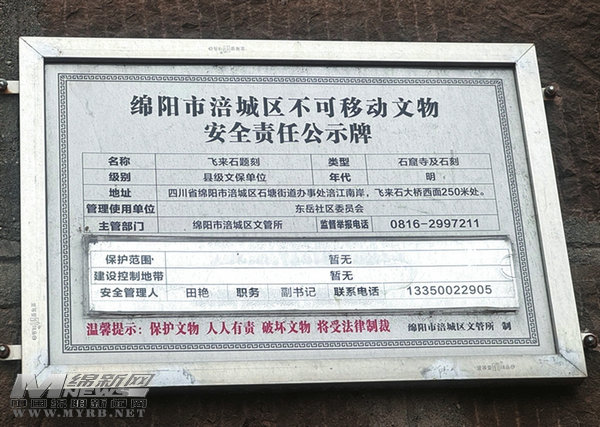 绵阳市涪城区不可移动文物
安全责任公示牌
名称 飞来石题刻 类型 石窟寺及石刻
级别 县级文保单位 年代 明
地址 四川省绵阳市涪城区石塘街道办事处涪江南岸，飞来石大桥西面250米处。
管理使用单位 东岳社区委员会
主管部门 绵阳市涪城区文管所 监督举报电话 0816-2997211
保护范围 暂无
建设控制地带 暂无
安全管理人 田艳 职务 副书记 联系电话 13350022905
温馨提示：保护文物 人人有责 破坏文物 将受法律制裁 绵阳市涪城区文管所 制
绵新网
MNEWS
中国绵阳新闻网
WWW.MYRB.NET